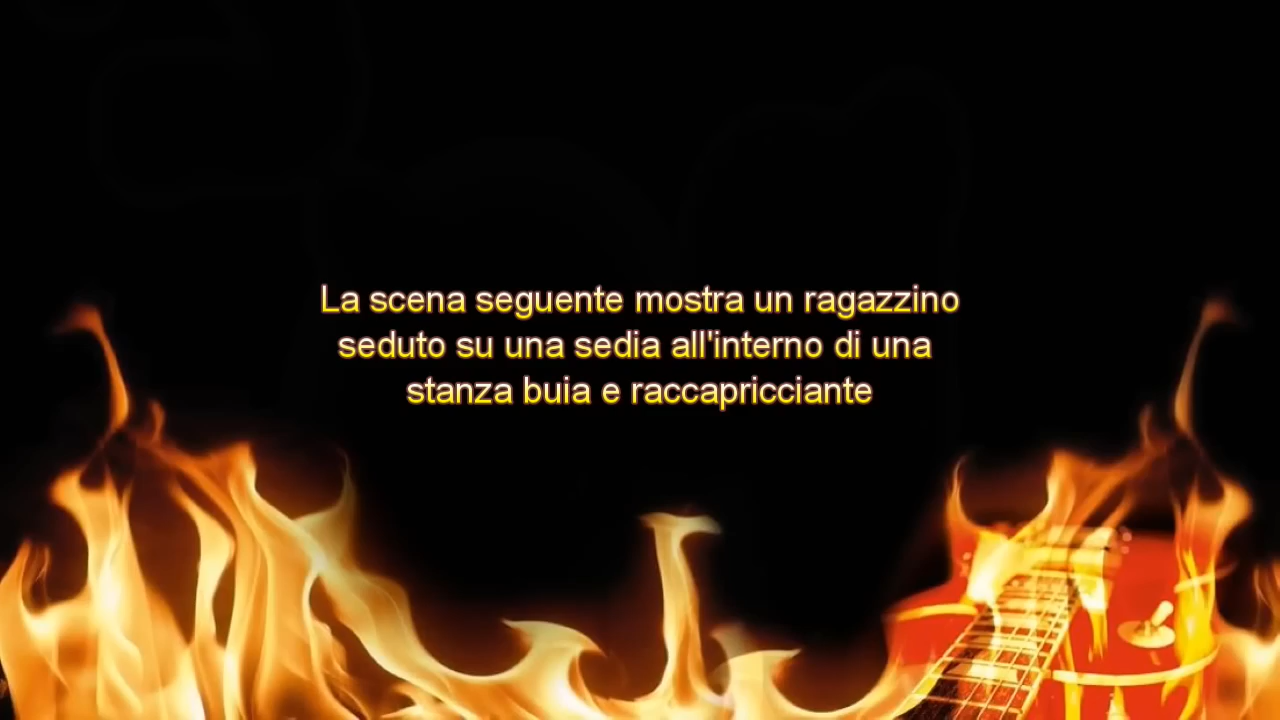 La scena seguente mostra un ragazzino
seduto su una sedia all'interno di una
stanza buia e raccapricciante